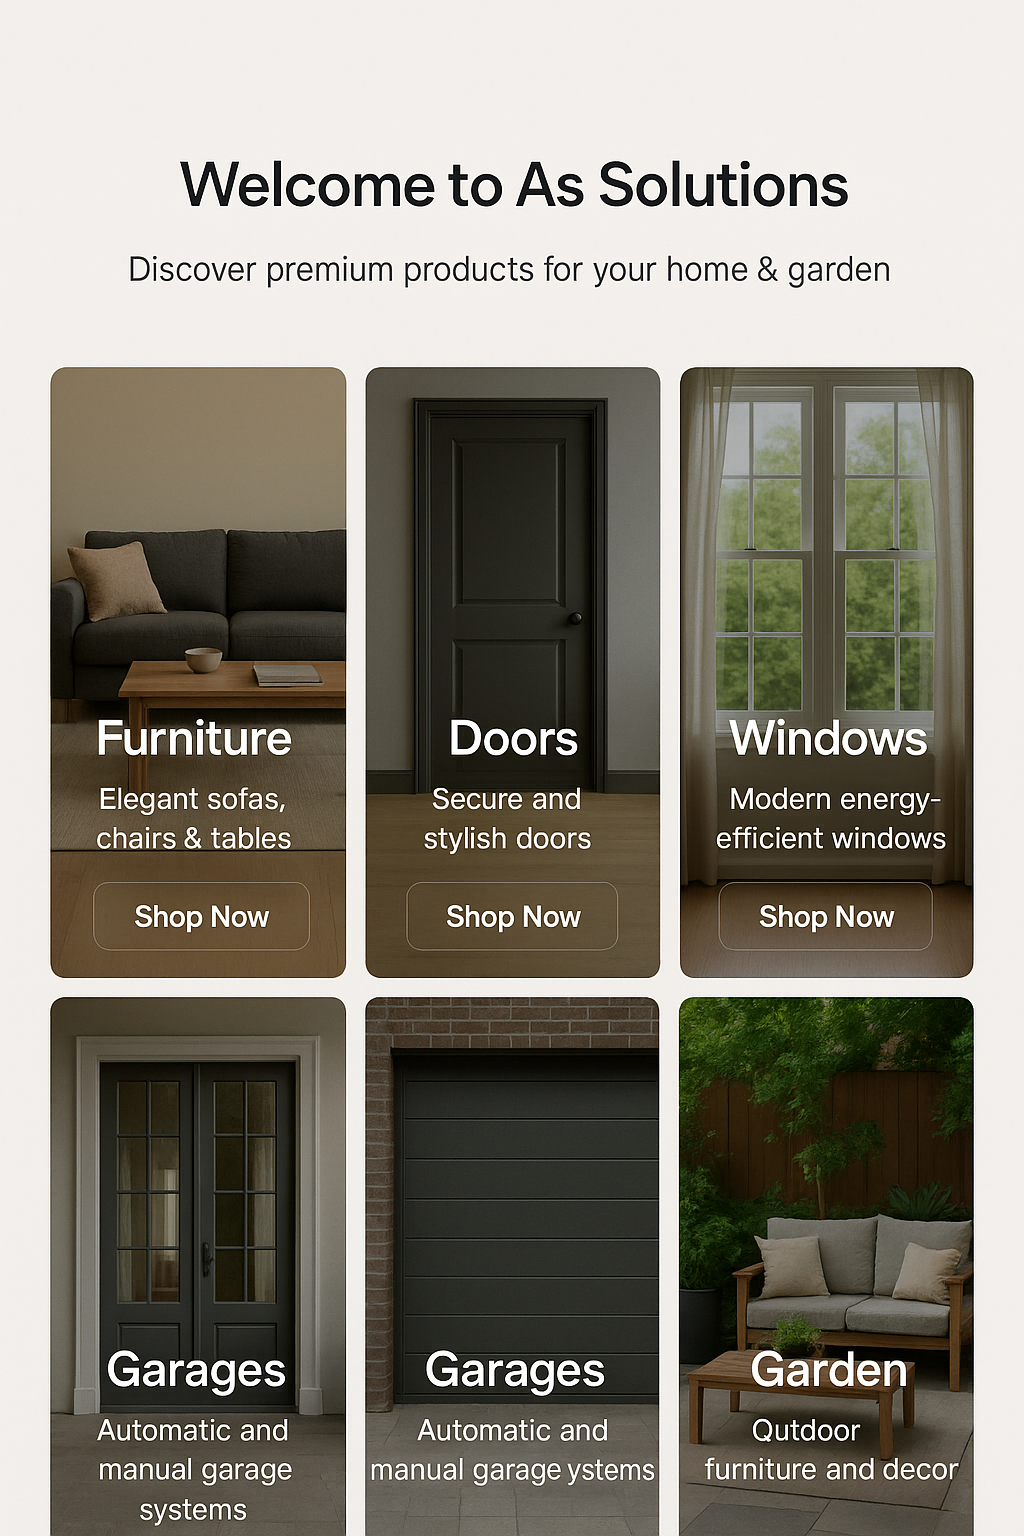 Welcome to As Solutions
Discover premium products for your home & garden
Furniture
Elegant sofas,
chairs & tables
Shop Now
Doors
Secure and
stylish doors
Shop Now
Windows
Modern energy-
efficient windows
Shop Now
Garages
Automatic and
manual garage
systems
Garages
Automatic and
manual garage ystems
Garden
Qutdoor
furniture and decor